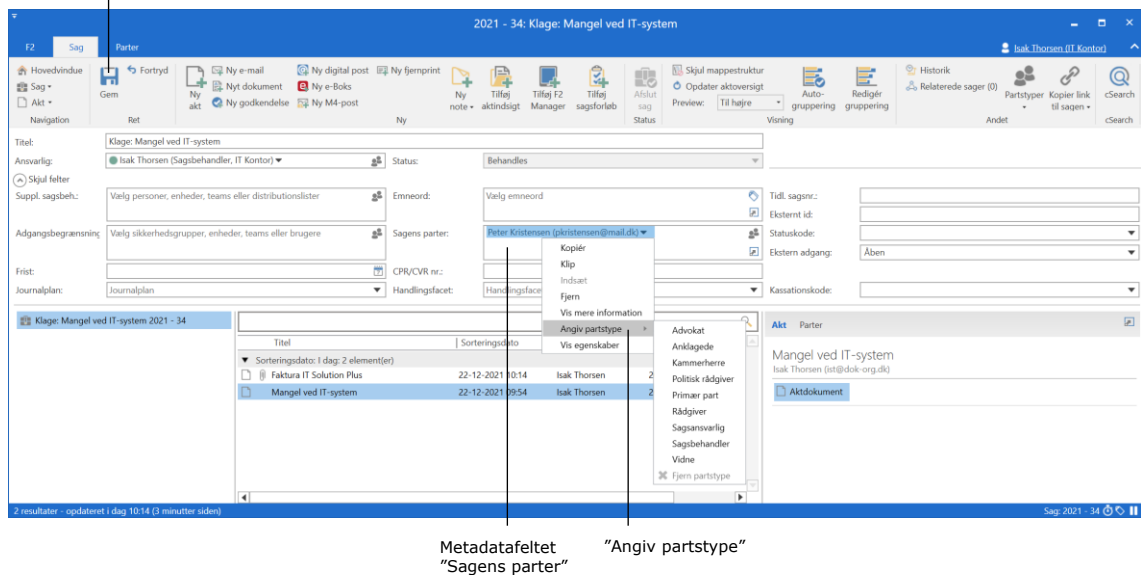 2021 - 34: Klage: Mangel ved IT-system
F2 Sag Parter Isak Thorsen (IT Kontor)
Hovedvindue
Sag
Akt
Navigation
Gem
Fortryd
Ret
Ny akt
Ny e-mail
Nyt dokument
Ny godkendelse
Ny digital post
Ny e-Boks
Ny M4-post
Ny fjernprint
Ny note
Tilføj aktindsigt
Tilføj F2 Manager
Tilføj sagsforløb
Ny
Afslut sag
Status
Skjul mappestruktur
Opdater aktoversigt
Preview: Til højre
Auto-gruppering
Redigér gruppering
Visning
Historik
Relaterede sager (0)
Partstyper
Kopier link til sagen
Andet
cSearch
cSearch
Titel: Klage: Mangel ved IT-system
Ansvarlig: Isak Thorsen (Sagsbehandler, IT Kontor) Status: Behandles
Skjul felter
Suppl. sagsbeh.: Vælg personer, enheder, teams eller distributionslister Emneord: Vælg emneord Tidl. sagsnr.:
Eksternt id:
Adgangsbegrænsning Vælg sikkerhedsgrupper, enheder, teams eller brugere Sagens parter: Peter Kristensen (pkristensen@mail.dk) Statuskode:
Ekstern adgang: Åben
Frist: CPR/CVR nr.:
Journalplan: Journalplan Handlingsfacet: Handlingsface Kassationskode:
Kopiér
Klip
Indsæt
Fjern
Vis mere information
Angiv partstype
Vis egenskaber
Advokat
Anklagede
Kammerherre
Politisk rådgiver
Primær part
Rådgiver
Sagsansvarlig
Sagsbehandler
Vidne
Fjern partstype
Klage: Mangel ved IT-system 2021 - 34
Titel Sorteringsdato
Sorteringsdato: I dag: 2 element(er)
Faktura IT Solution Plus 22-12-2021 10:14 Isak Thorsen 2
Mangel ved IT-system 22-12-2021 09:54 Isak Thorsen 2
Akt Parter
Mangel ved IT-system
Isak Thorsen (ist@dok-org.dk)
Aktdokument
2 resultater - opdateret i dag 10:14 (3 minutter siden) Sag: 2021 - 34
Metadatafeltet
”Sagens parter”
”Angiv partstype”